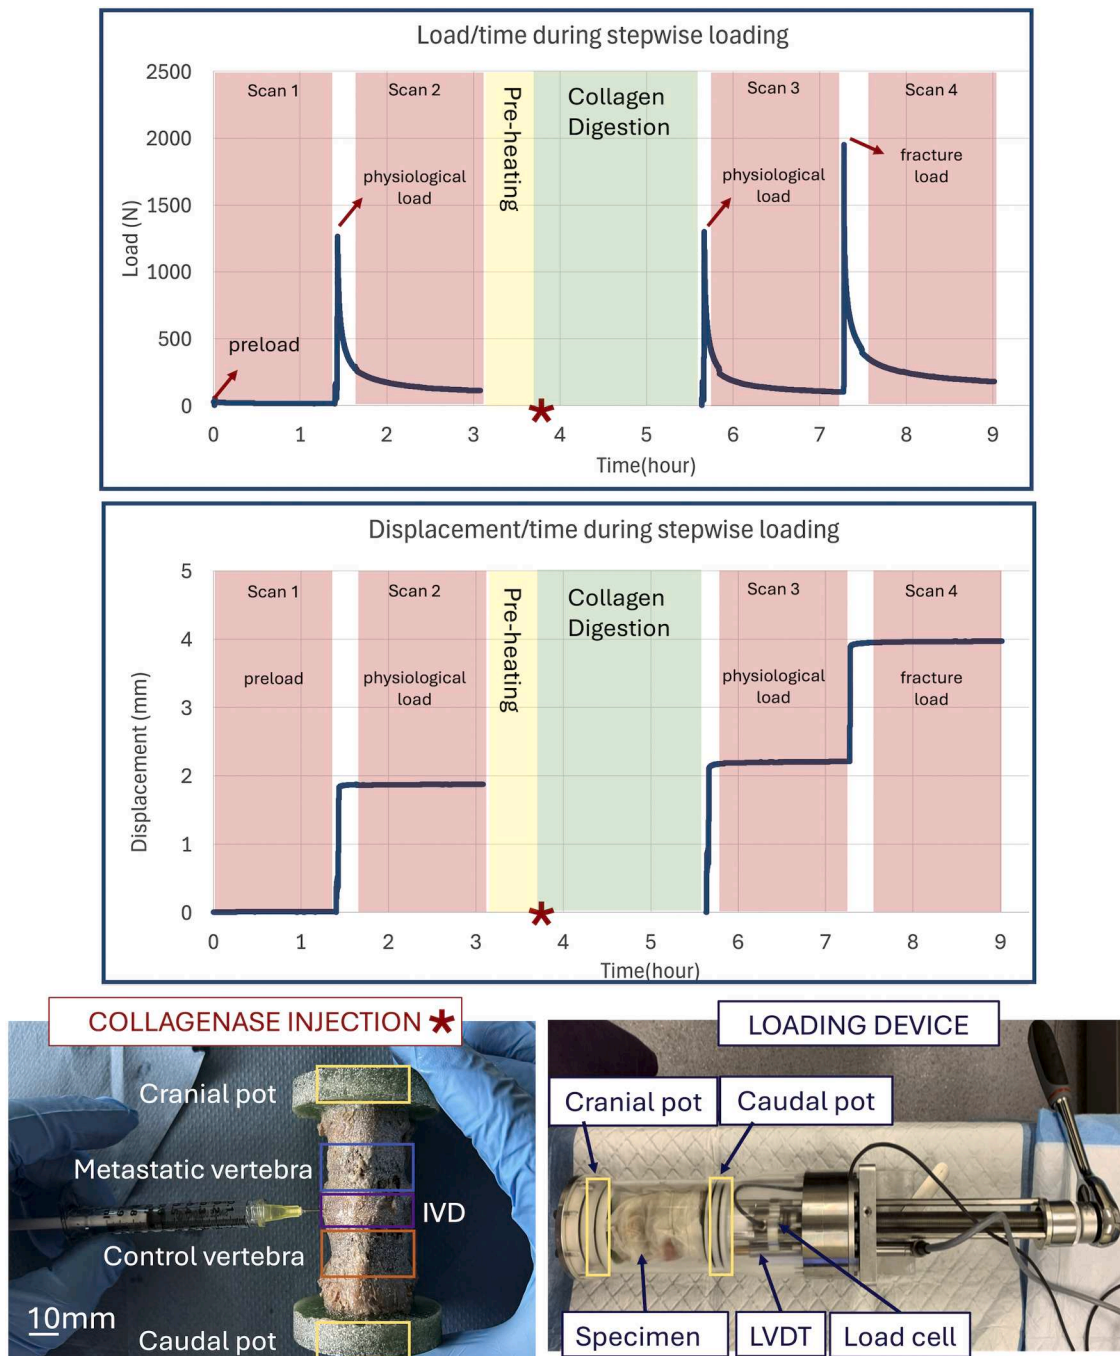 Load/time during stepwise loading
Load (N)
2500
2000
1500
1000
500
0
Scan 1
Scan 2
Pre-heating
Collagen
Digestion
Scan 3
Scan 4
preload
physiological
load
physiological
load
fracture
load
*
0 1 2 3 4 5 6 7 8 9
Time(hour)
Displacement/time during stepwise loading
Displacement (mm)
5
4
3
2
1
0
Scan 1
Scan 2
Pre-heating
Collagen
Digestion
Scan 3
Scan 4
preload
physiological
load
physiological
load
fracture
load
*
0 1 2 3 4 5 6 7 8 9
Time(hour)
COLLAGENASE INJECTION *
Cranial pot
Metastatic vertebra
IVD
Control vertebra
10mm
Caudal pot
LOADING DEVICE
Cranial pot
Caudal pot
Specimen
LVDT
Load cell